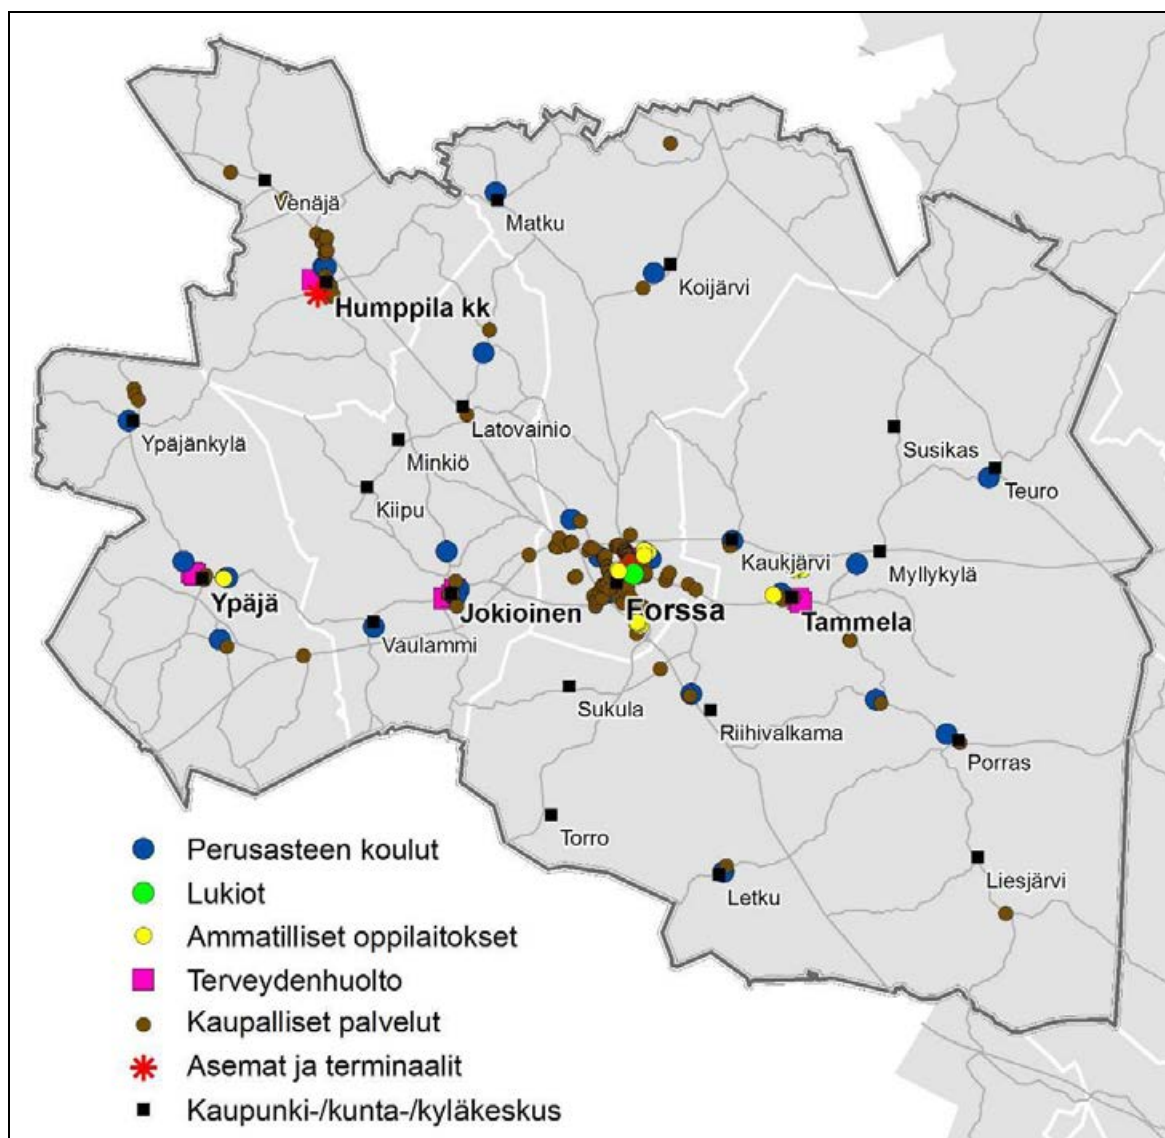 Venäjä
Matku
Koijärvi
Humppila kk
Latovainio
Ypäjänkylä
Minkiö
Susikas
Teuro
Kiipu
Kaukjärvi
Myllykylä
Ypäjä
Jokioinen
Forssa
Tammela
Vaulammi
Sukula
Riihivalkama
Porras
Torro
Letku
Liesjärvi
Perusasteen koulut
Lukiot
Ammatilliset oppilaitokset
Terveydenhuolto
Kaupalliset palvelut
Asemat ja terminaalit
Kaupunki-/kunta-/kyläkeskus